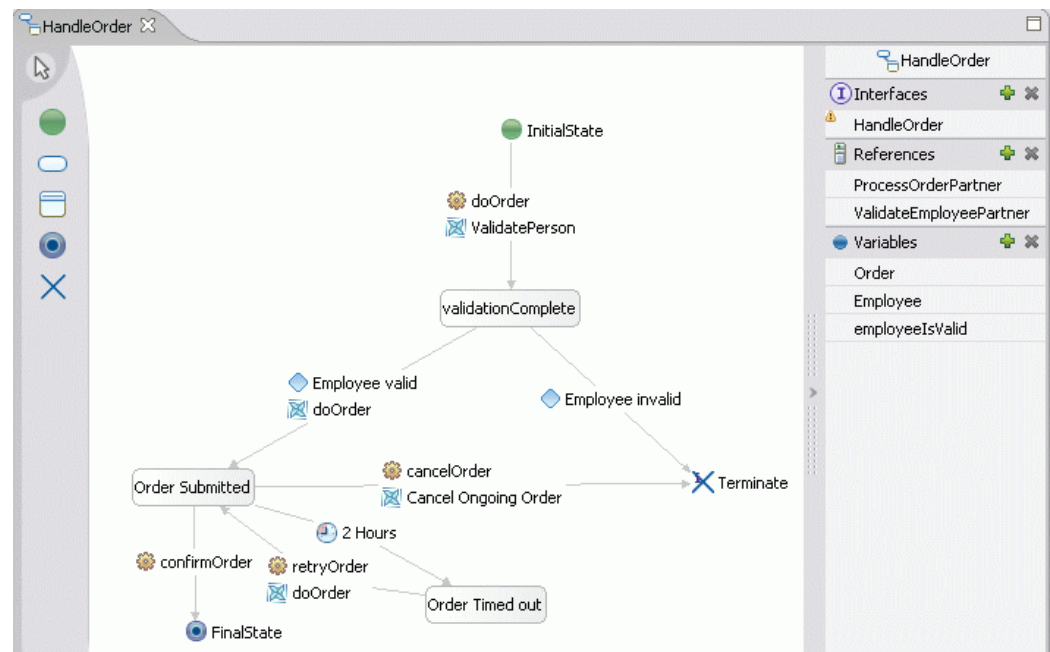 HandleOrder
HandleOrder
InitialState
doOrder
ValidatePerson
validationComplete
Employee valid
doOrder
Employee invalid
Order Submitted
cancelOrder
Cancel Ongoing Order
Terminate
2 Hours
confirmOrder
retryOrder
doOrder
Order Timed out
FinalState
Interfaces
HandleOrder
References
ProcessOrderPartner
ValidateEmployeePartner
Variables
Order
Employee
employeeIsValid